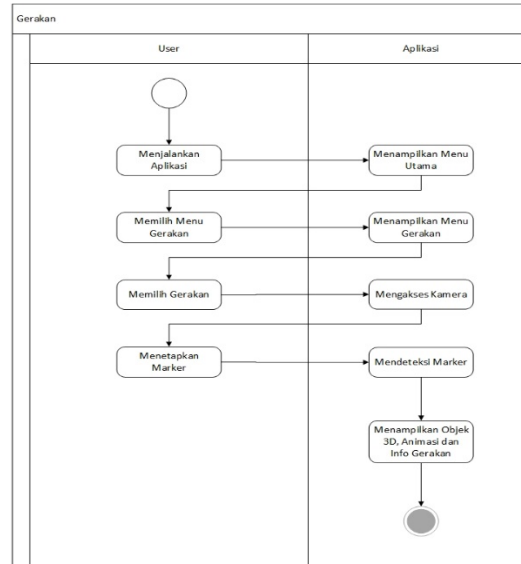 Gerakan
User
Aplikasi
Menjalankan
Aplikasi
Menampilkan Menu
Utama
Memilih Menu
Gerakan
Menampilkan Menu
Gerakan
Memilih Gerakan
Mengakses Kamera
Menetapkan
Marker
Mendeteksi Marker
Menampilkan Objek
3D, Animasi dan
Info Gerakan